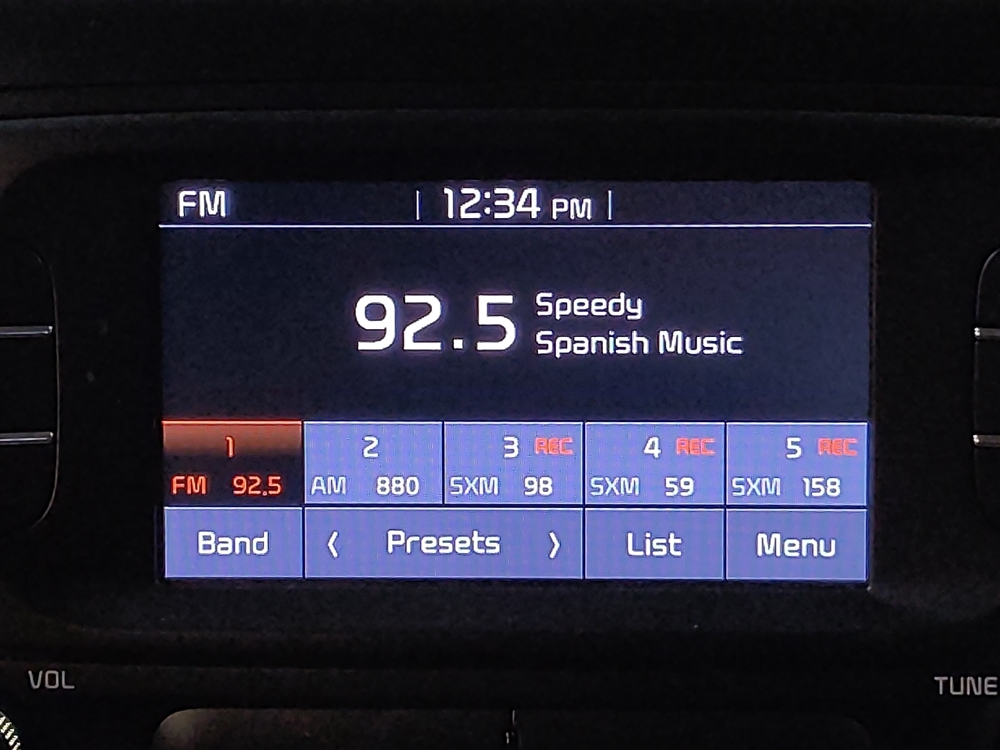 FM | 12:34 PM |
92.5 Speedy
Spanish Music
1 2 3 REC 4 REC 5 REC
FM 92.5 AM 880 SXM 98 SXM 59 SXM 158
Band < Presets > List Menu
VOL TUNE